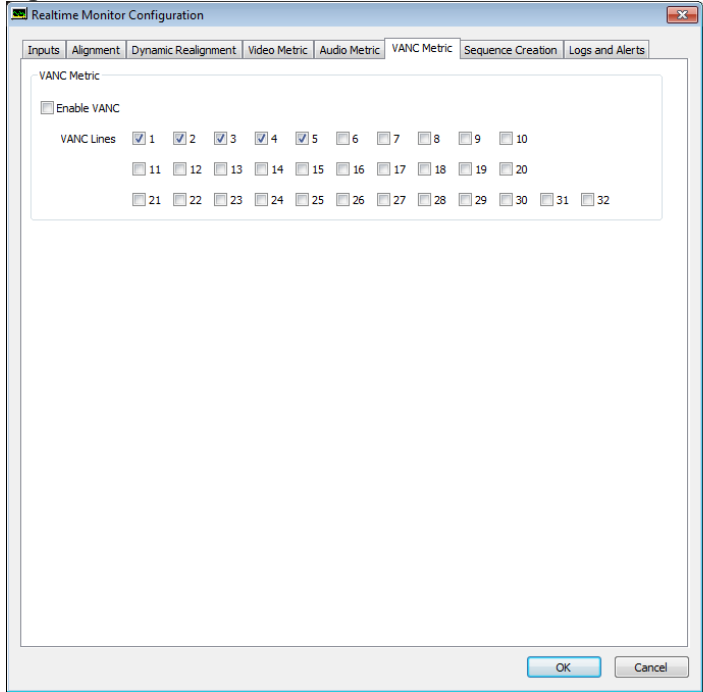 Realtime Monitor Configuration
Inputs Alignment Dynamic Realignment Video Metric Audio Metric VANC Metric Sequence Creation Logs and Alerts
VANC Metric
Enable VANC
VANC Lines 1 2 3 4 5 6 7 8 9 10
11 12 13 14 15 16 17 18 19 20
21 22 23 24 25 26 27 28 29 30 31 32
OK Cancel